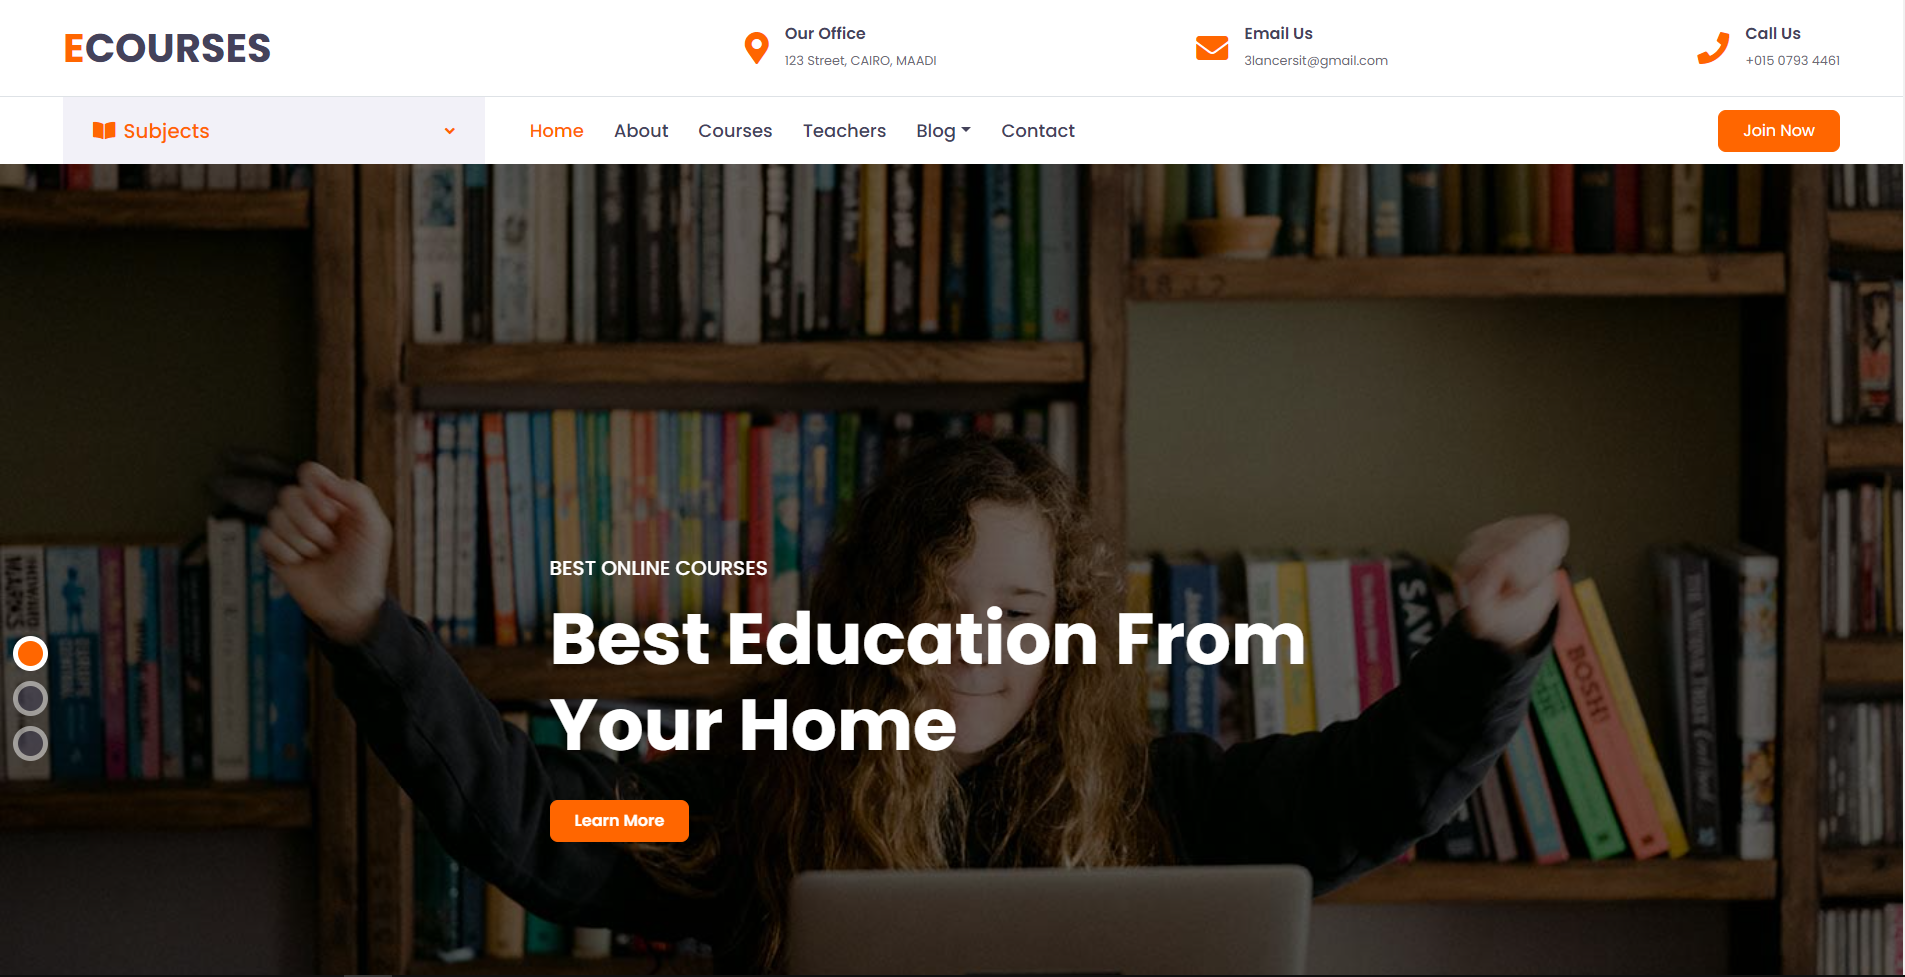 ECOURSES
Our Office
123 Street, CAIRO, MAADI
Email Us
3lancersit@gmail.com
Call Us
+015 0793 4461
Subjects
Home About Courses Teachers Blog Contact
Join Now
BEST ONLINE COURSES
Best Education From
Your Home
Learn More
BOSH!